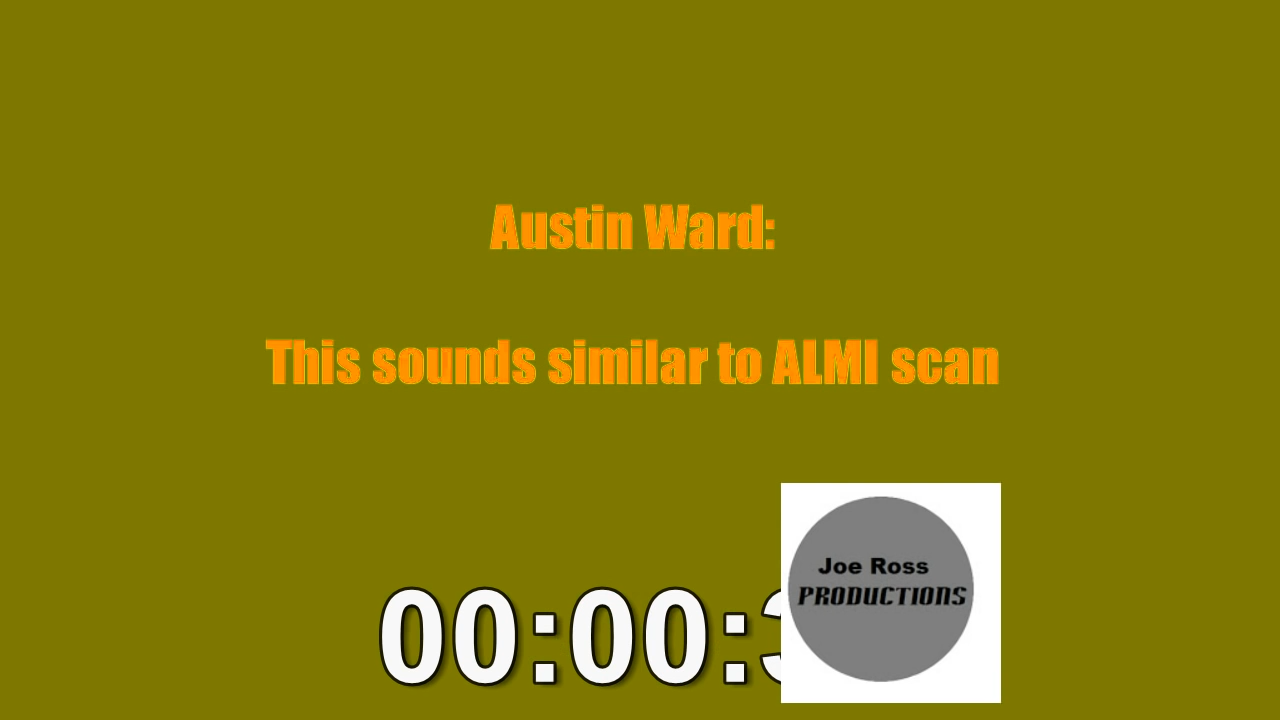 Austin Ward:
This sounds similar to ALMI scan
Joe Ross
PRODUCTIONS
00:00: